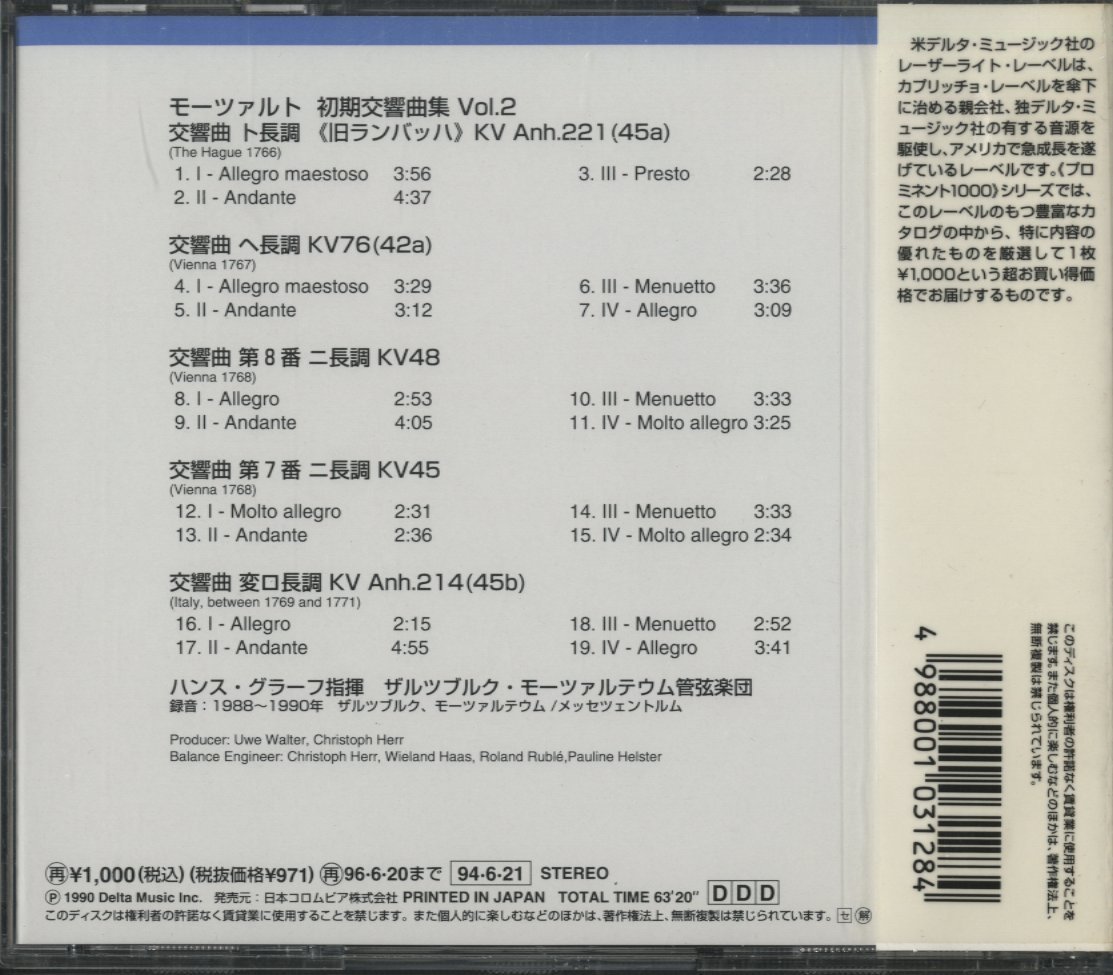 モーツァルト 初期交響曲集 Vol.2
交響曲 ト長調 《旧ランバッハ》 KV Anh.221(45a)
(The Hague 1766)
1. I - Allegro maestoso 3:56 3. III - Presto 2:28
2. II - Andante 4:37
交響曲 ヘ長調 KV76(42a)
(Vienna 1767)
4. I - Allegro maestoso 3:29 6. III - Menuetto 3:36
5. II - Andante 3:12 7. IV - Allegro 3:09
交響曲 第8番 ニ長調 KV48
(Vienna 1768)
8. I - Allegro 2:53 10. III - Menuetto 3:33
9. II - Andante 4:05 11. IV - Molto allegro 3:25
交響曲 第7番 ニ長調 KV45
(Vienna 1768)
12. I - Molto allegro 2:31 14. III - Menuetto 3:33
13. II - Andante 2:36 15. IV - Molto allegro 2:34
交響曲 変ロ長調 KV Anh.214(45b)
(Italy, between 1769 and 1771)
16. I - Allegro 2:15 18. III - Menuetto 2:52
17. II - Andante 4:55 19. IV - Allegro 3:41
ハンス・グラーフ指揮 ザルツブルク・モーツァルテウム管弦楽団
録音：1988〜1990年 ザルツブルク、モーツァルテウム/メッセツェントルム
Producer: Uwe Walter, Christoph Herr
Balance Engineer: Christoph Herr, Wieland Haas, Roland Rublé,Pauline Helster
再¥1,000(税込)(税抜価格¥971)再96·6·20まで 94·6·21 STEREO
Ⓟ 1990 Delta Music Inc. 発売元：日本コロムビア株式会社 PRINTED IN JAPAN TOTAL TIME 63'20" DDD
このディスクは権利者の許諾なく賃貸業に使用することを禁じます。また個人的に楽しむなどのほかは、著作権法上、無断複製は禁じられています。セ 解
米デルタ・ミュージック社の
レーザーライト・レーベルは、
カプリッチョ・レーベルを傘下
に治める親会社、独デルタ・ミ
ュージック社の有する音源を
駆使し、アメリカで急成長を遂
げているレーベルです。《プロ
ミネント1000》シリーズでは、
このレーベルのもつ豊富なカ
タログの中から、特に内容の
優れたものを厳選して1枚
¥1,000という超お買い得価
格でお届けするものです。
このディスクは権利者の許諾なく賃貸業に使用することを
禁じます。また個人的に楽しむなどのほかは、著作権法上、
無断複製は禁じられています。
4 988001 031284